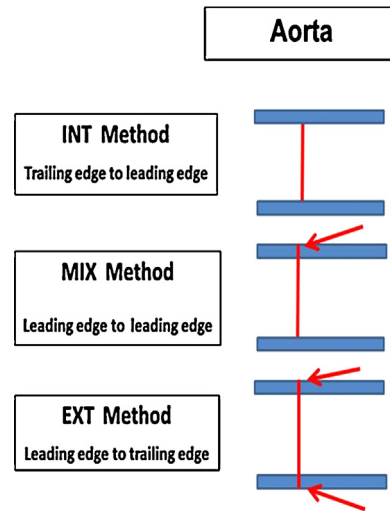 Aorta
INT Method
Trailing edge to leading edge
MIX Method
Leading edge to leading edge
EXT Method
Leading edge to trailing edge